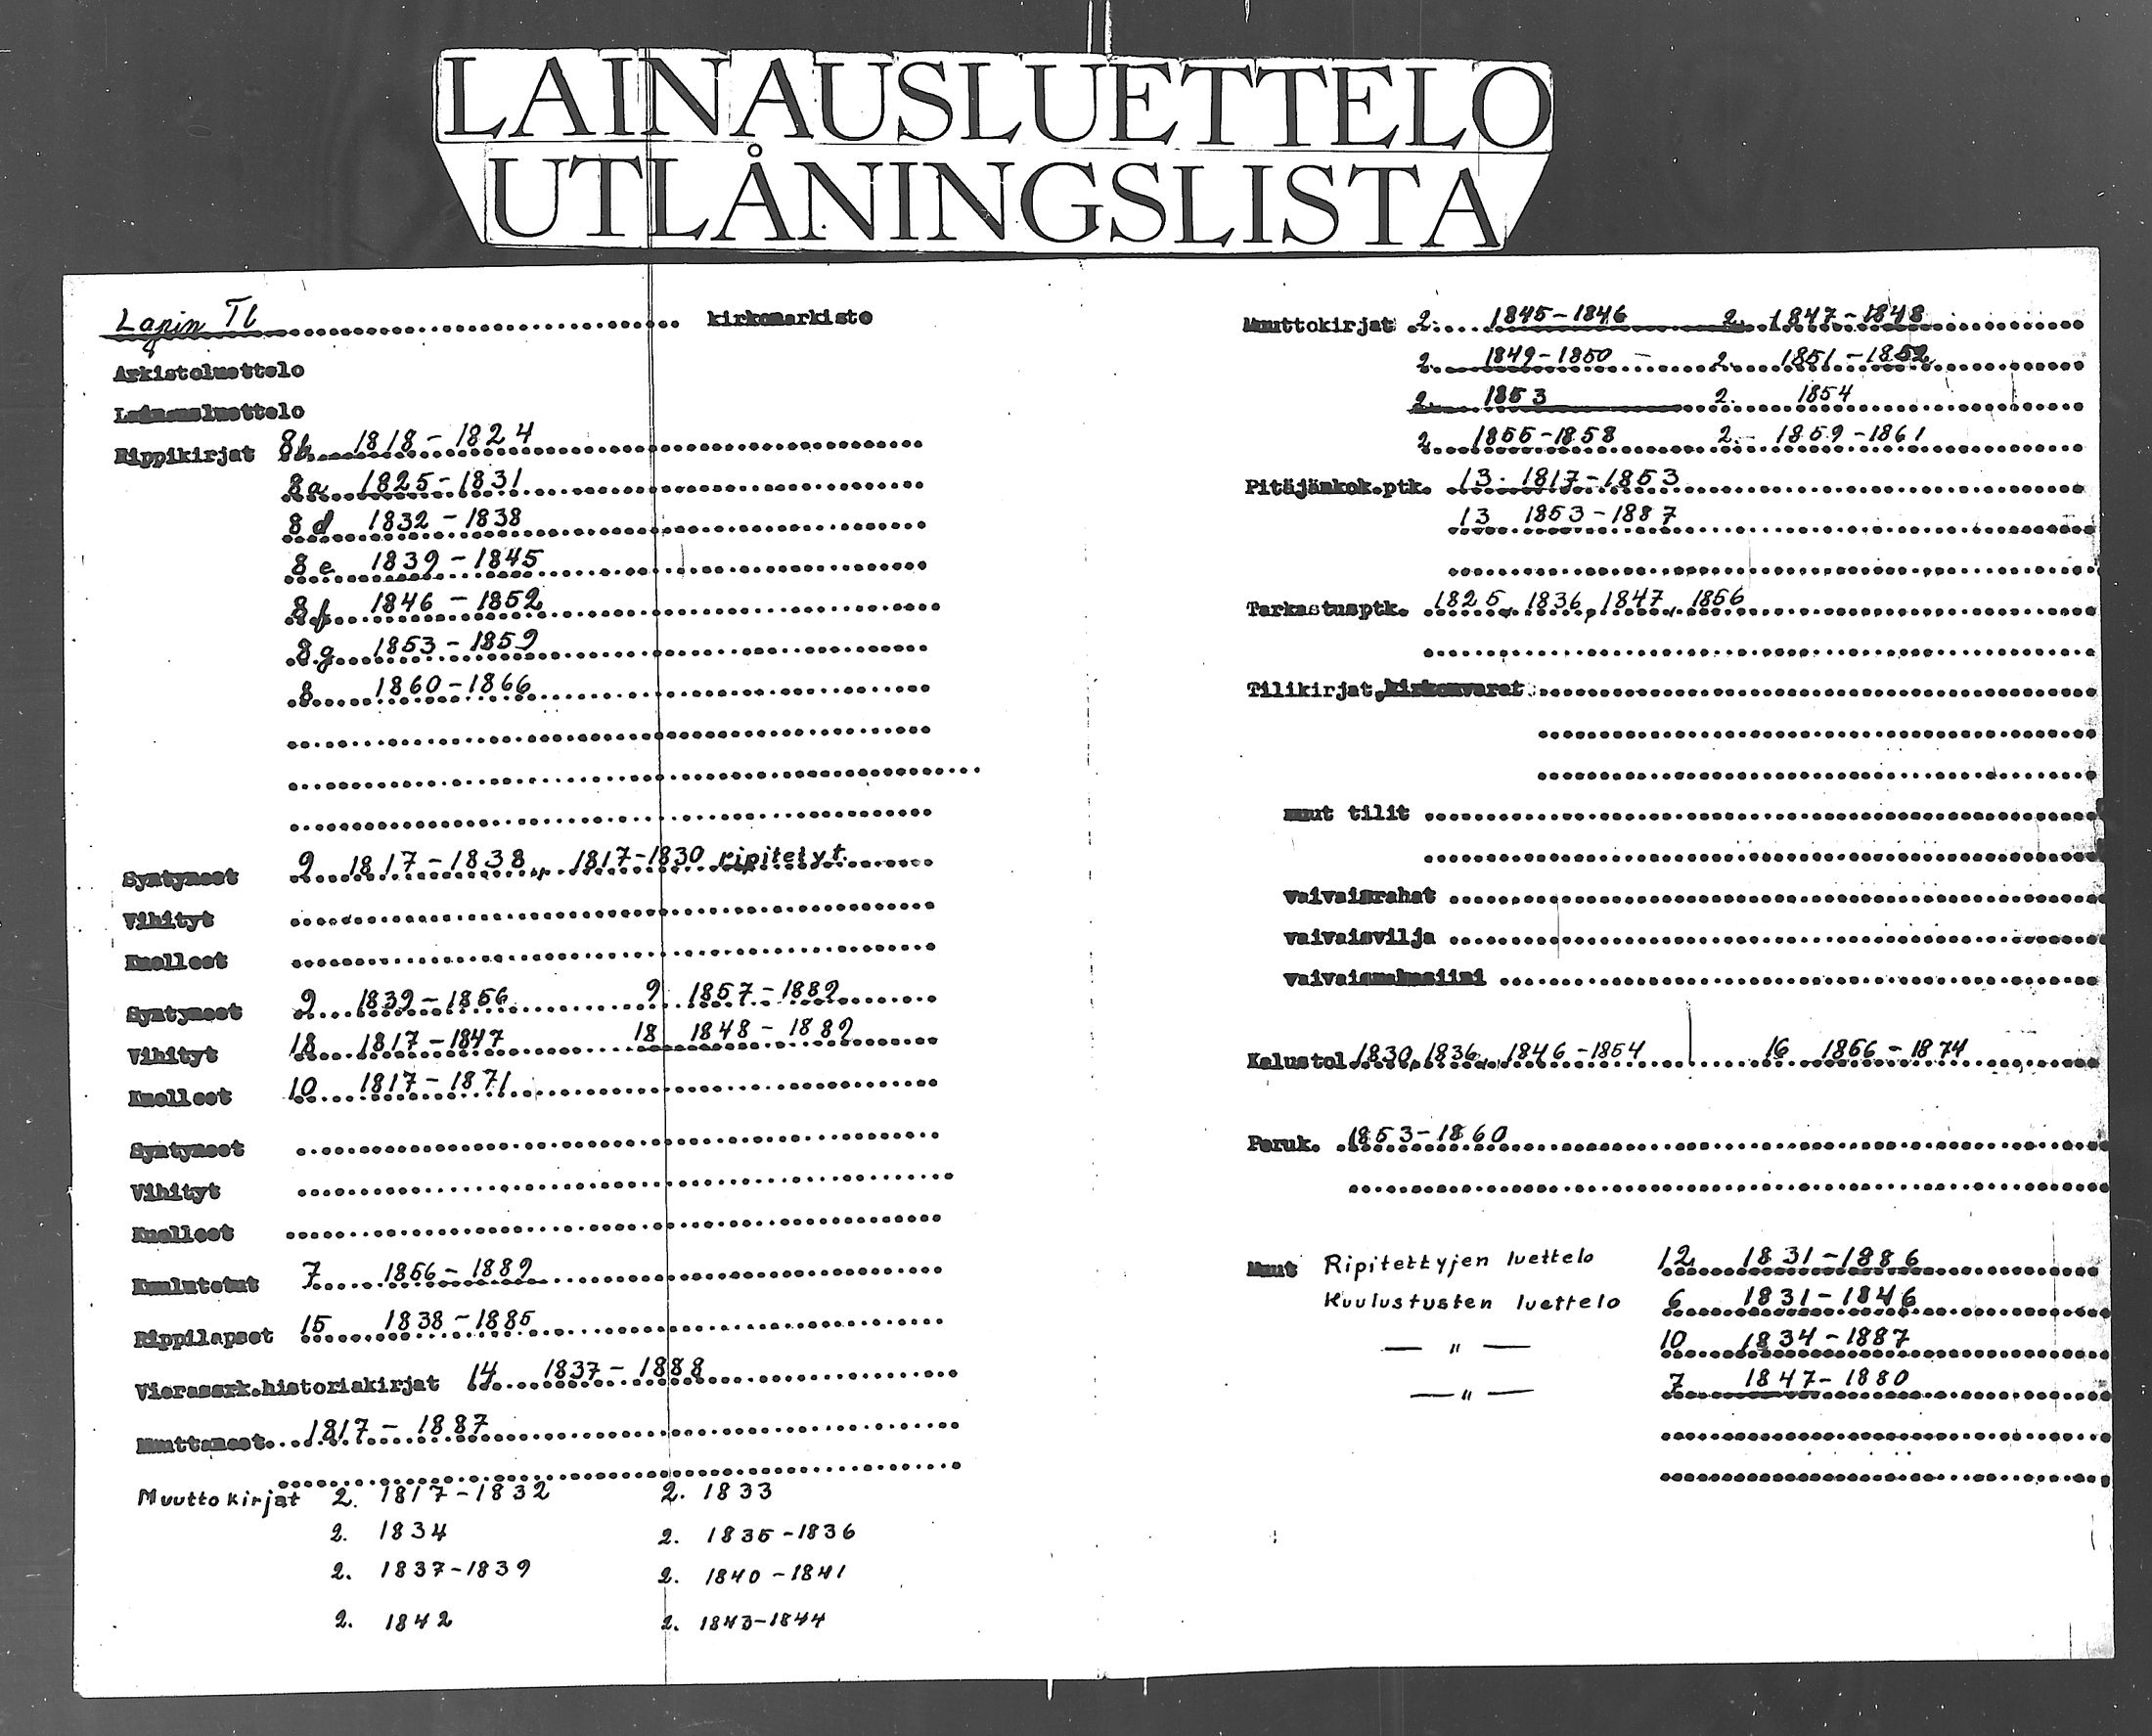 LAINAUSLUETTELO
UTLÅNINGSLISTA
Lapin Tl kirkonarkisto
Arkistoluettelo
Lainausluettelo
Rippikirjat 8b 1818-1824
8a 1825-1831
8d 1832-1838
8e 1839-1845
8f 1846-1852
8g 1853-1859
8 1860-1866
Syntyneet 9 1817-1838, 1817-1830 ripitetyt
Vihityt
Kuolleet
Syntyneet 9 1839-1856 9 1857-1889
Vihityt 18 1817-1847 18 1848-1889
Kuolleet 10 1817-1871
Syntyneet
Vihityt
Kuolleet
Kuulutetut 7 1856-1889
Rippilapset 15 1838-1885
Vierassrk.historiakirjat 14 1837-1888
Muuttaneet 1817-1887
Muuttokirjat 2. 1817-1832 2. 1833
2. 1834 2. 1835-1836
2. 1837-1839 2. 1840-1841
2. 1842 2. 1843-1844
Muuttokirjat 2. 1845-1846 2. 1847-1848
2. 1849-1850 - 2. 1851-1852
2. 1853 2. 1854
2 1855-1858 2.- 1859-1861
Pitäjänkok.ptk. 13. 1817-1853
13 1853-1887
Tarkastusptk. 1825, 1836, 1847, 1856
Tilikirjat, kirkonvarat
muut tilit
vaivaisrahat
vaivaisvilja
vaivaismakasiini
Kalustol 1830, 1836, 1846-1854 16 1866-1874
Peruk. 1853-1860
Muut Ripitettyjen luettelo 12 1831-1886
Kuulustusten luettelo 6 1831-1846
— " — 10 1834-1887
— " — 7 1847-1880